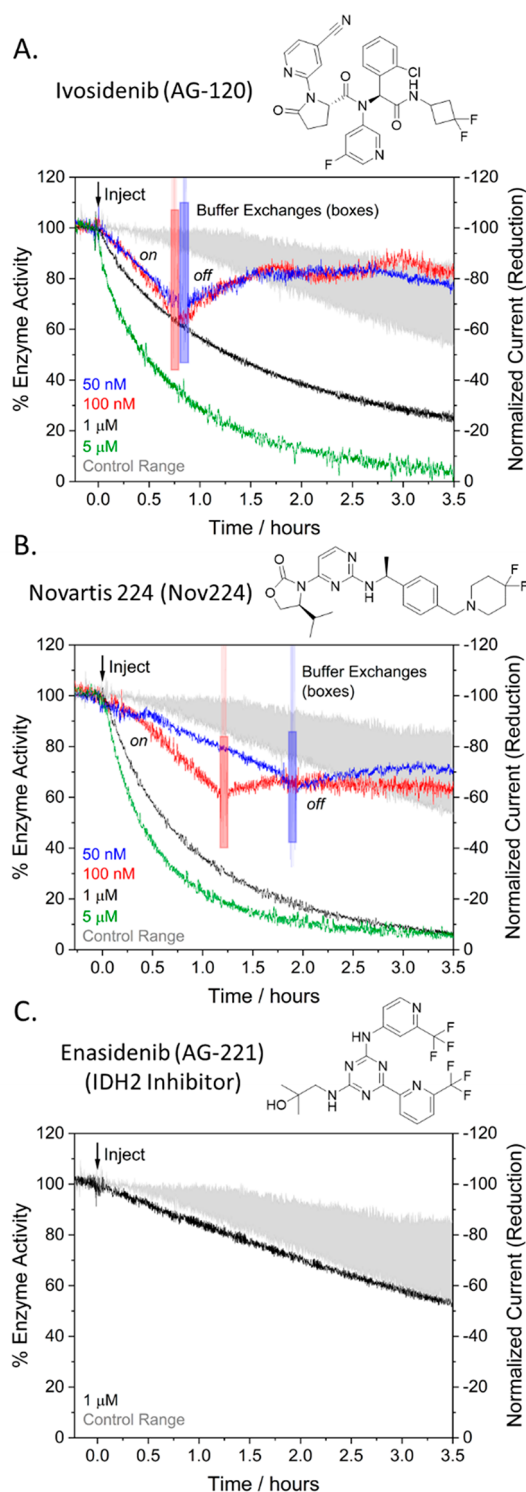 A.
Ivosidenib (AG-120)
N
N
N
O
O
N
O
Cl
H
N
F
F
F
N
120
100
80
60
40
20
0
% Enzyme Activity
Inject
Buffer Exchanges (boxes)
on
off
50 nM
100 nM
1 μM
5 μM
Control Range
-120
-100
-80
-60
-40
-20
0
Normalized Current (Reduction)
0.0 0.5 1.0 1.5 2.0 2.5 3.0 3.5
Time / hours
B.
Novartis 224 (Nov224)
O
O
N
N
N
N
H
N
F
F
120
100
80
60
40
20
0
% Enzyme Activity
Inject
Buffer Exchanges
(boxes)
on
off
50 nM
100 nM
1 μM
5 μM
Control Range
-120
-100
-80
-60
-40
-20
0
Normalized Current (Reduction)
0.0 0.5 1.0 1.5 2.0 2.5 3.0 3.5
Time / hours
C.
Enasidenib (AG-221)
(IDH2 Inhibitor)
N
HN
F
F
F
N
N
N
N
HO
NH
F
F
F
120
100
80
60
40
20
0
% Enzyme Activity
Inject
1 μM
Control Range
-120
-100
-80
-60
-40
-20
0
Normalized Current (Reduction)
0.0 0.5 1.0 1.5 2.0 2.5 3.0 3.5
Time / hours